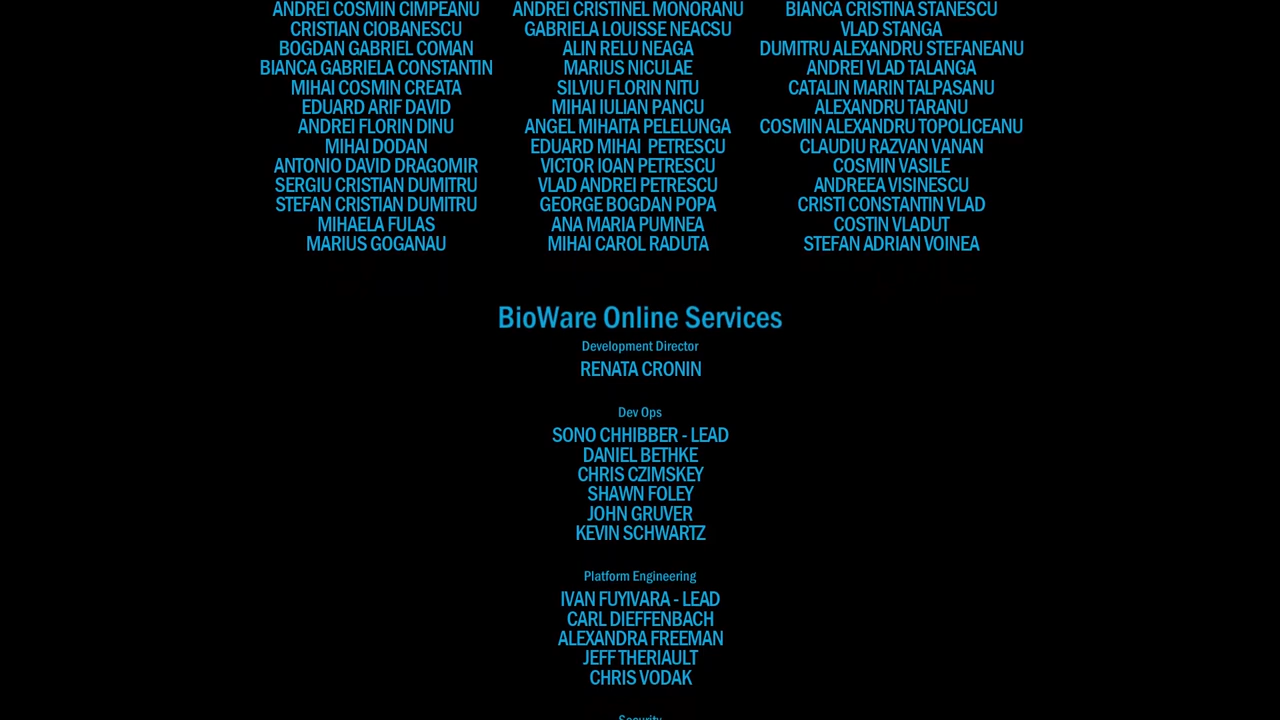 ANDREI COSMIN CIMPEANU ANDREI CRISTINEL MONORANU BIANCA CRISTINA STANESCU
CRISTIAN CIOBANESCU GABRIELA LOUISSE NEACSU VLAD STANGA
BOGDAN GABRIEL COMAN ALIN RELU NEAGA DUMITRU ALEXANDRU STEFANEANU
BIANCA GABRIELA CONSTANTIN MARIUS NICULAE ANDREI VLAD TALANGA
MIHAI COSMIN CREATA SILVIU FLORIN NITU CATALIN MARIN TALPASANU
EDUARD ARIF DAVID MIHAI IULIAN PANCU ALEXANDRU TARANU
ANDREI FLORIN DINU ANGEL MIHAITA PELELUNGA COSMIN ALEXANDRU TOPOLICEANU
MIHAI DODAN EDUARD MIHAI PETRESCU CLAUDIU RAZVAN VANAN
ANTONIO DAVID DRAGOMIR VICTOR IOAN PETRESCU COSMIN VASILE
SERGIU CRISTIAN DUMITRU VLAD ANDREI PETRESCU ANDREEA VISINESCU
STEFAN CRISTIAN DUMITRU GEORGE BOGDAN POPA CRISTI CONSTANTIN VLAD
MIHAELA FULAS ANA MARIA PUMNEA COSTIN VLADUT
MARIUS GOGANAU MIHAI CAROL RADUTA STEFAN ADRIAN VOINEA
BioWare Online Services
Development Director
RENATA CRONIN
Dev Ops
SONO CHHIBBER - LEAD
DANIEL BETHKE
CHRIS CZIMSKEY
SHAWN FOLEY
JOHN GRUVER
KEVIN SCHWARTZ
Platform Engineering
IVAN FUYIVARA - LEAD
CARL DIEFFENBACH
ALEXANDRA FREEMAN
JEFF THERIAULT
CHRIS VODAK
Security